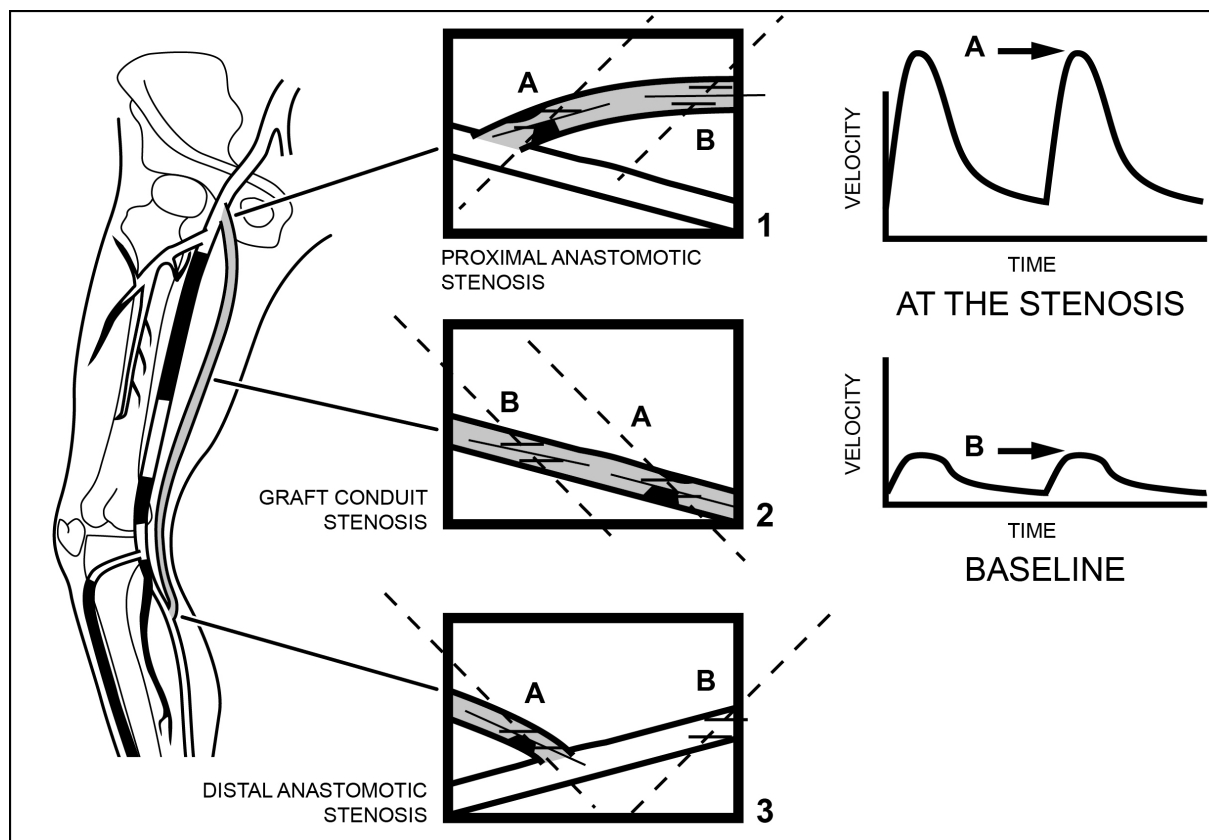 A
B
1
PROXIMAL ANASTOMOTIC
STENOSIS
B
A
2
GRAFT CONDUIT
STENOSIS
A
B
3
DISTAL ANASTOMOTIC
STENOSIS
A
VELOCITY
TIME
AT THE STENOSIS
B
VELOCITY
TIME
BASELINE